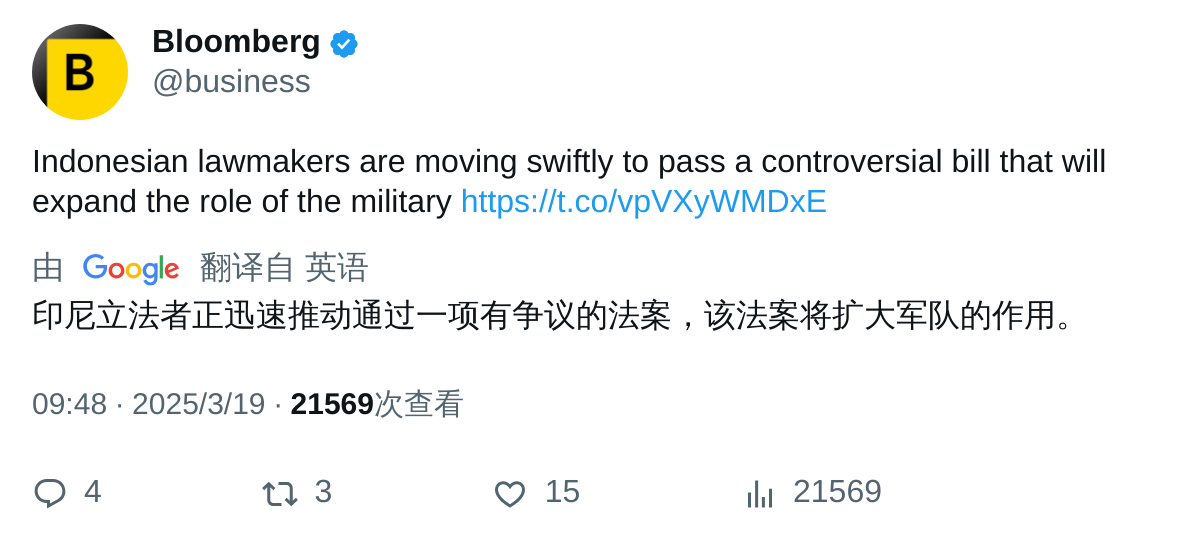 B
Bloomberg
@business
Indonesian lawmakers are moving swiftly to pass a controversial bill that will
expand the role of the military https://t.co/vpVXyWMDxE
由 Google 翻译自 英语
印尼立法者正迅速推动通过一项有争议的法案，该法案将扩大军队的作用。
09:48 · 2025/3/19 · 21569次查看
4 3 15 21569